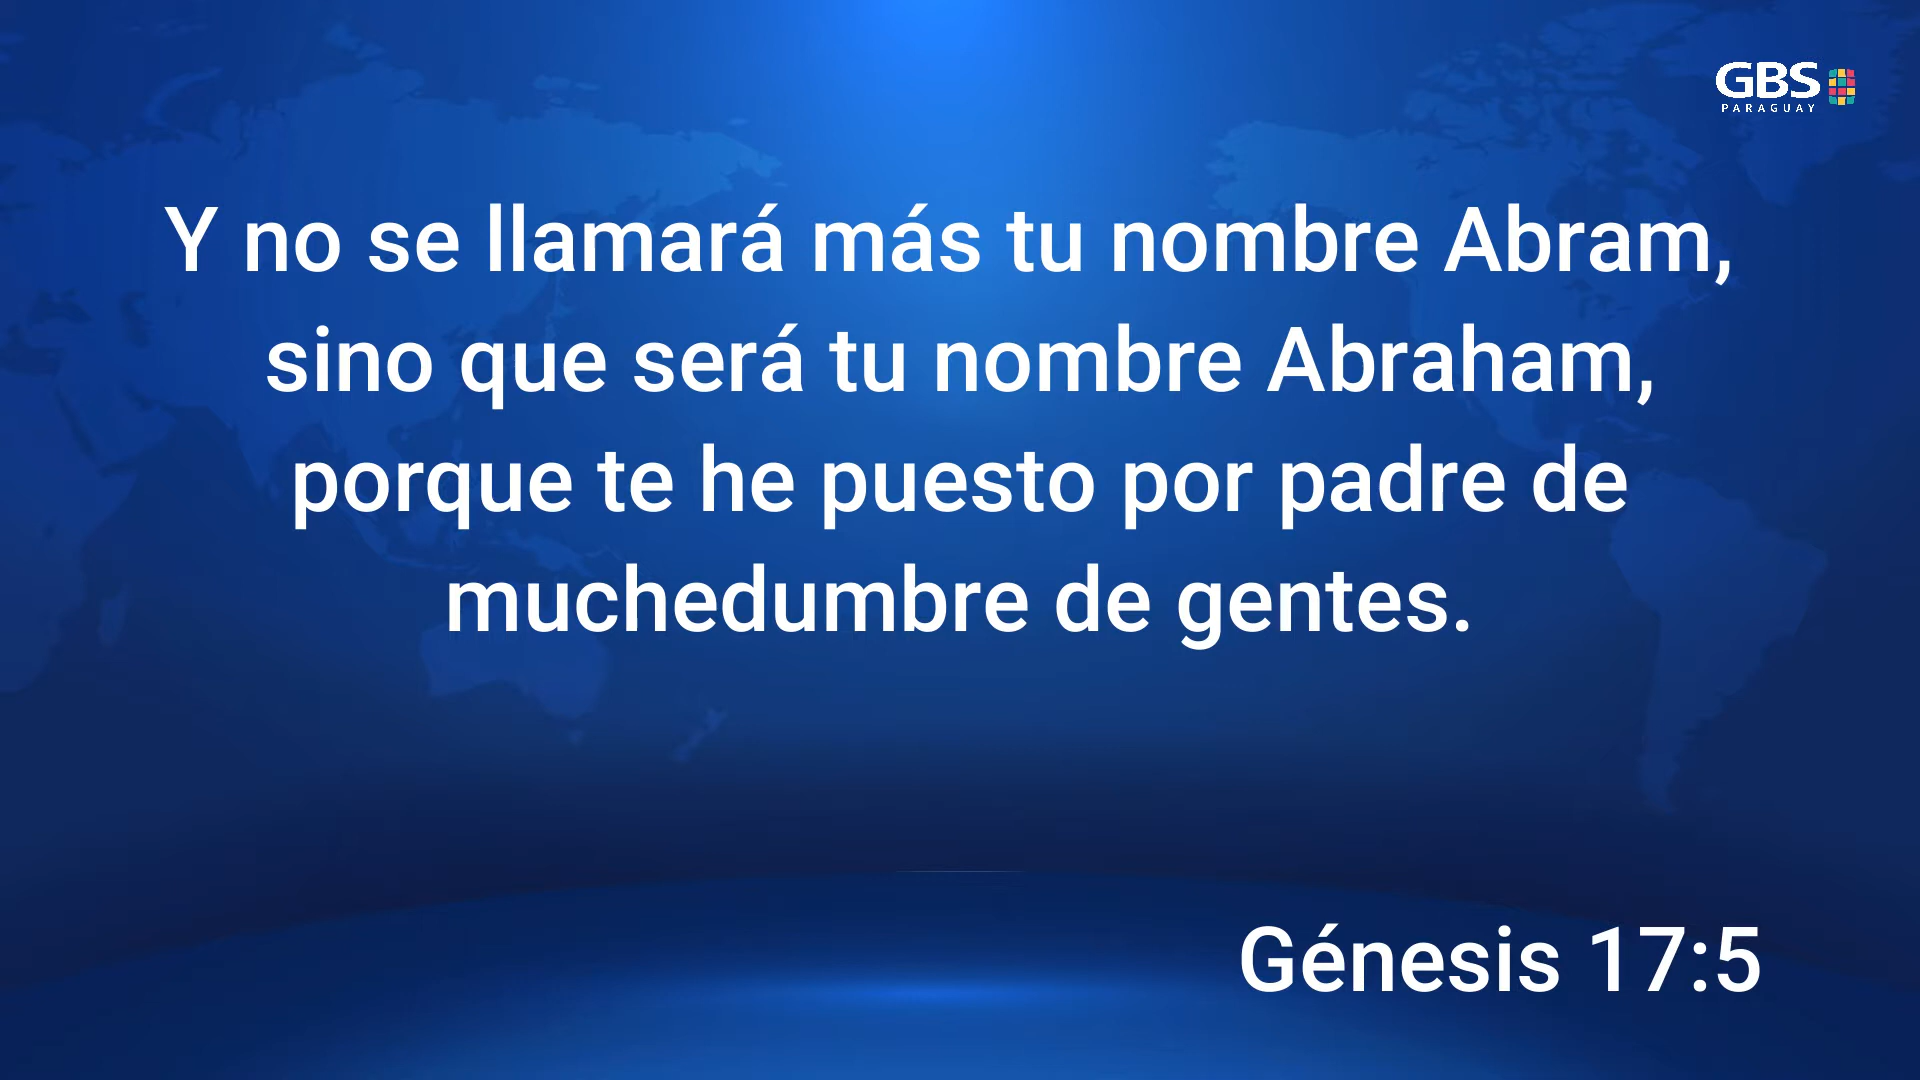 GBS
PARAGUAY
Y no se llamará más tu nombre Abram,
sino que será tu nombre Abraham,
porque te he puesto por padre de
muchedumbre de gentes.
Génesis 17:5